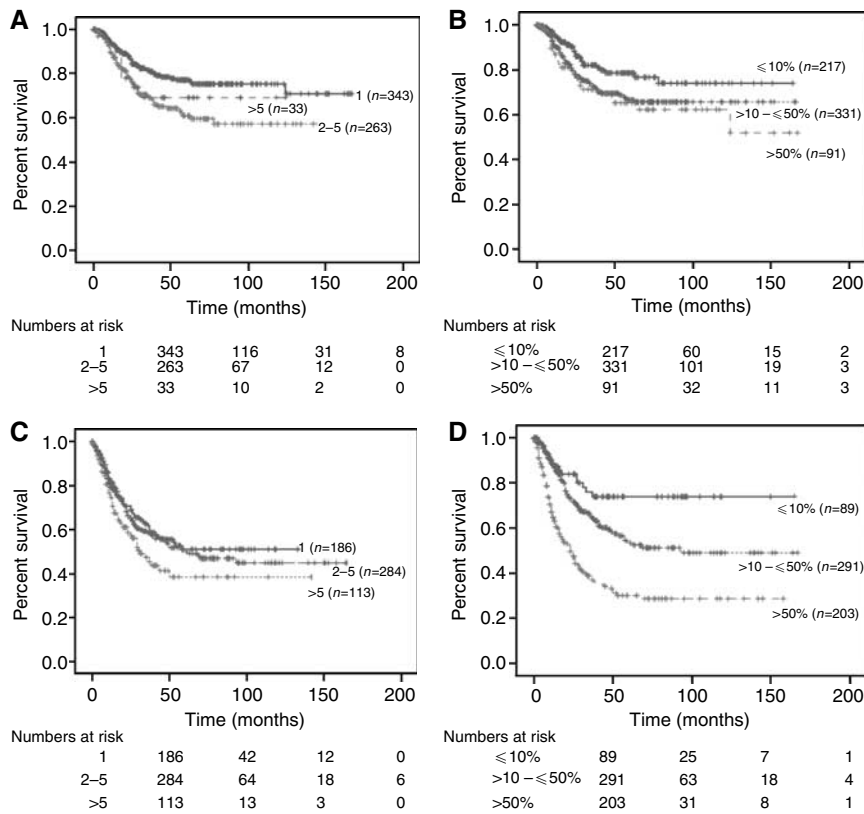 A
Percent survival
1.0
0.8
0.6
0.4
0.2
0.0
1 (n=343)
>5 (n=33)
2–5 (n=263)
0 50 100 150 200
Time (months)
Numbers at risk
1 343 116 31 8
2–5 263 67 12 0
>5 33 10 2 0
B
Percent survival
1.0
0.8
0.6
0.4
0.2
0.0
⩽10% (n=217)
>10 – ⩽50% (n=331)
>50% (n=91)
0 50 100 150 200
Time (months)
Numbers at risk
⩽10% 217 60 15 2
>10 – ⩽50% 331 101 19 3
>50% 91 32 11 3
C
Percent survival
1.0
0.8
0.6
0.4
0.2
0.0
1 (n=186)
2–5 (n=284)
>5 (n=113)
0 50 100 150 200
Time (months)
Numbers at risk
1 186 42 12 0
2–5 284 64 18 6
>5 113 13 3 0
D
Percent survival
1.0
0.8
0.6
0.4
0.2
0.0
⩽10% (n=89)
>10 – ⩽50% (n=291)
>50% (n=203)
0 50 100 150 200
Time (months)
Numbers at risk
⩽10% 89 25 7 1
>10 – ⩽50% 291 63 18 4
>50% 203 31 8 1